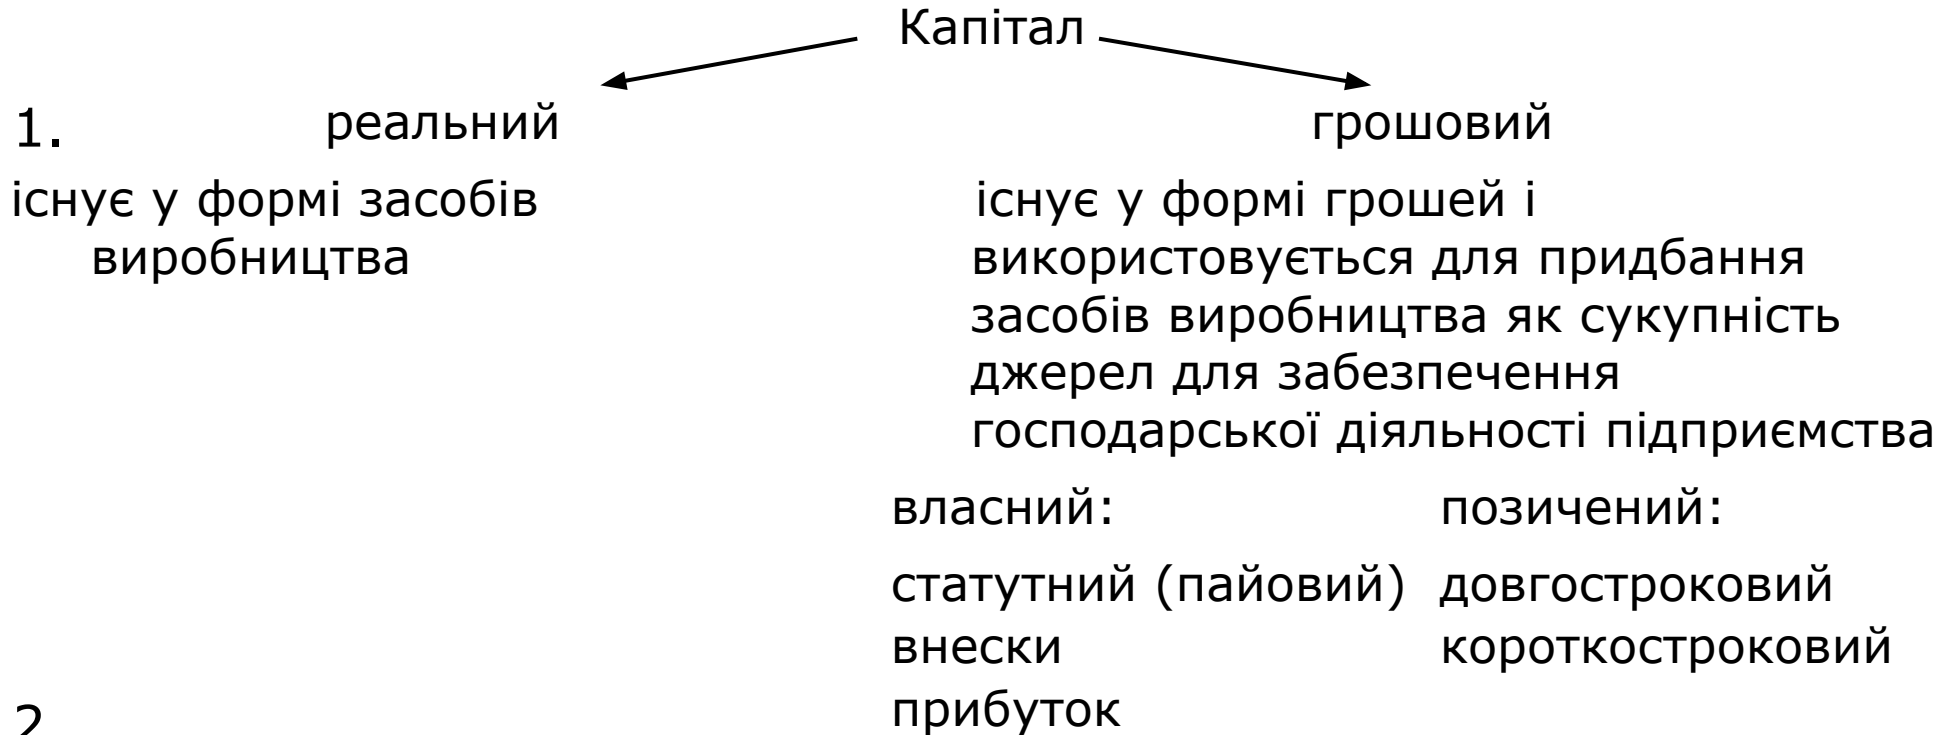 Капітал
1. реальний грошовий
існує у формі засобів
виробництва
існує у формі грошей і
використовується для придбання
засобів виробництва як сукупність
джерел для забезпечення
господарської діяльності підприємства
власний: позичений:
статутний (пайовий) довгостроковий
внески короткостроковий
прибуток
2